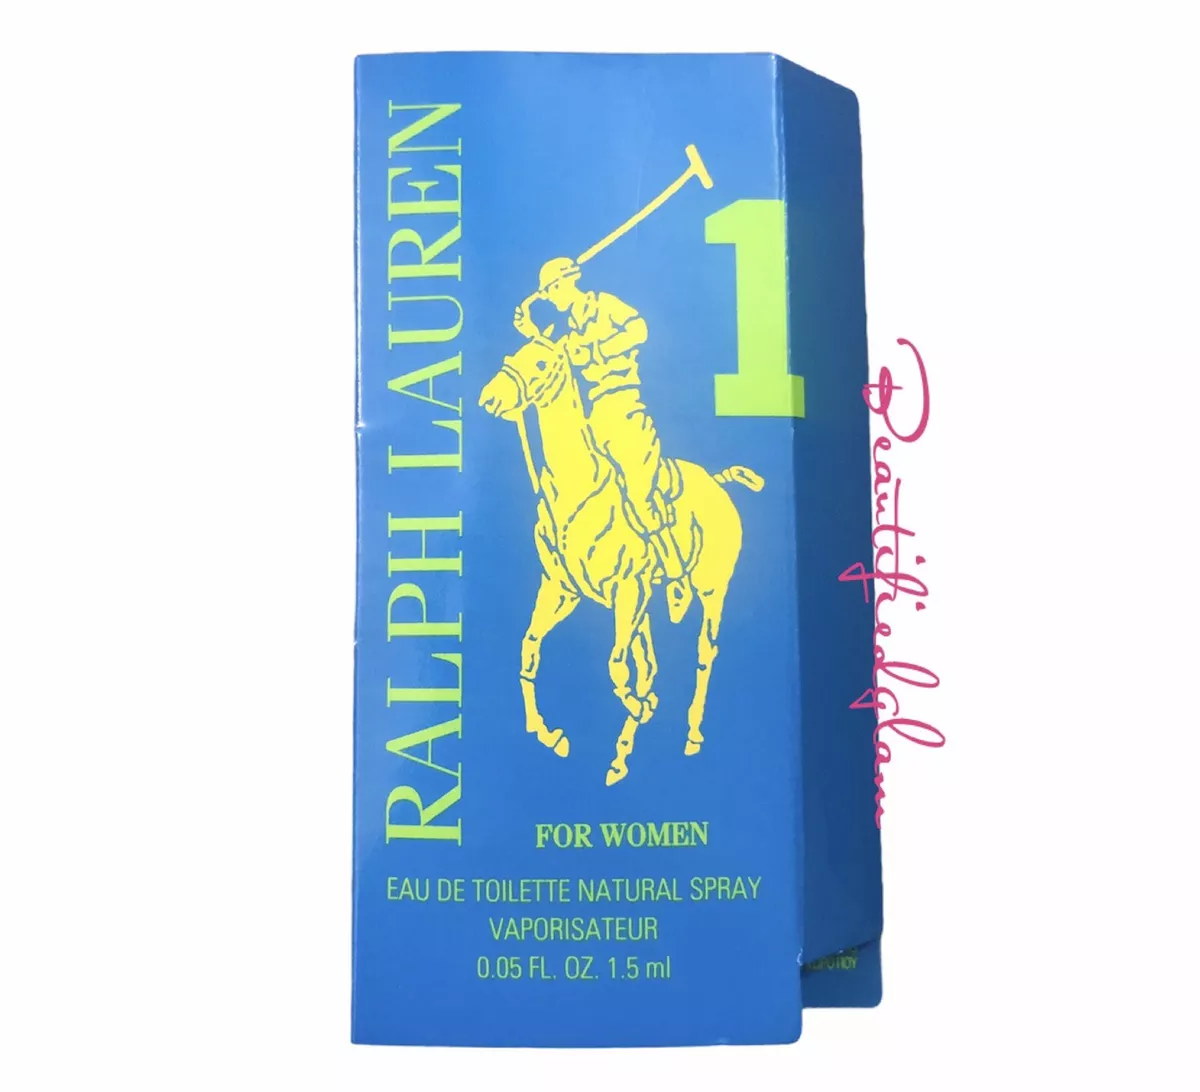 RALPH LAUREN
1
FOR WOMEN
EAU DE TOILETTE NATURAL SPRAY
VAPORISATEUR
0.05 FL. OZ. 1.5 ml
Beautifiedglam